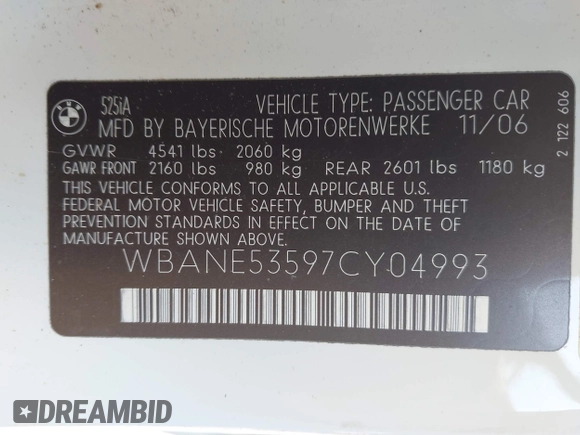 BMW
525iA VEHICLE TYPE: PASSENGER CAR
MFD BY BAYERISCHE MOTORENWERKE 11/06
GVWR 4541 lbs 2060 kg
GAWR FRONT 2160 lbs 980 kg REAR 2601 lbs 1180 kg
THIS VEHICLE CONFORMS TO ALL APPLICABLE U.S.
FEDERAL MOTOR VEHICLE SAFETY, BUMPER AND THEFT
PREVENTION STANDARDS IN EFFECT ON THE DATE OF
MANUFACTURE SHOWN ABOVE.
WBANE53597CY04993
2 122 606
DREAMBID